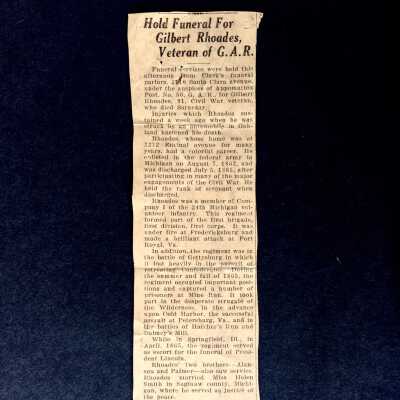 Hold Funeral For
Gilbert Rhoades,
Veteran of G.A.R.
Funeral services were held this
afternoon from Clark's funeral
parlors, Santa Clara avenue,
under the auspices of Appomattox
Post, No. 50, G. A. R., for Gilbert
Rhoades, 81, Civil War veteran,
who died Saturday.
Injuries which Rhoades sus-
tained a week ago when he was
struck by an automobile in Oak-
land hastened his death.
Rhoades, whose home was at
2212 Encinal avenue for many
years, had a colorful career. He
enlisted in the federal army in
Michigan on August 7, 1862, and
was discharged July 5, 1865, after
participating in many of the major
engagements of the Civil War. He
held the rank of sergeant when
discharged.
Rhoades was a member of Com-
pany I of the 24th Michigan vol-
unteer infantry. This regiment
formed part of the first brigade,
first division, first corps. It was
under fire at Fredericksburg and
made a brilliant attack at Port
Royal, Va.
In addition, the regiment was in
the battle of Gettysburg in which
it lost heavily in the pursuit of
retreating Confederates. During
the summer and fall of 1863, the
regiment occupied important posi-
tions and captured a number of
prisoners at Mine Run. It took
part in the desperate struggle of
the Wilderness, in the advance
upon Cold Harbor, the successful
assault at Petersburg, Va., and in
the battles of Hatcher's Run and
Dabney's Mill.
While in Springfield, Ill., in
April, 1865, the regiment served
as escort for the funeral of Presi-
dent Lincoln.
Rhoades' two brothers—Alan-
son and Palmer—also saw service.
Rhoades married Miss Helen
Smith in Saginaw county, Michi-
gan, where he served as justice of
the peace.